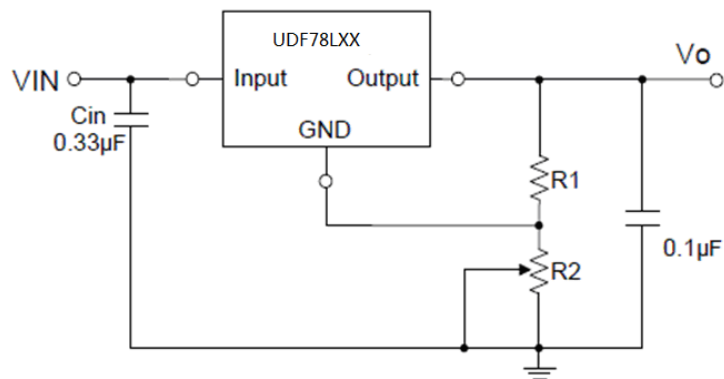 UDF78LXX
VIN
Input
Output
Vo
Cin
0.33µF
GND
R1
R2
0.1µF